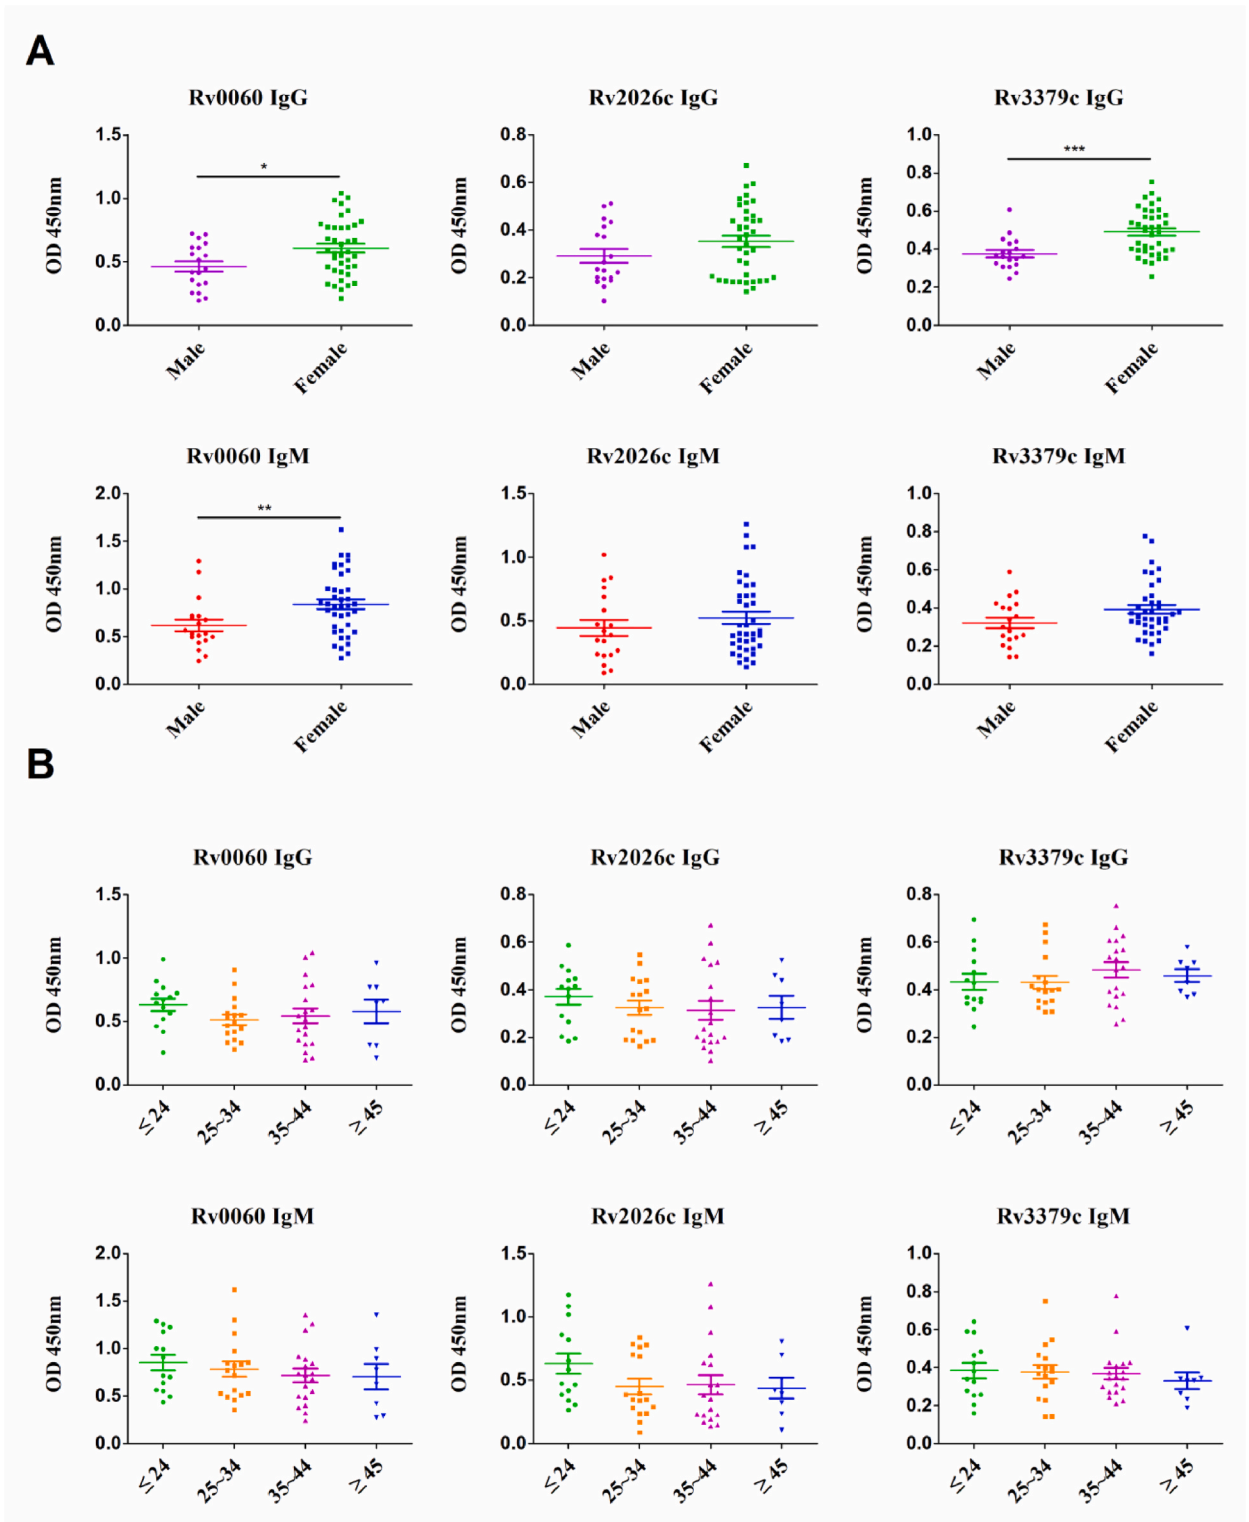 A
Rv0060 IgG
Rv2026c IgG
Rv3379c IgG
OD 450nm
1.5
1.0
0.5
0.0
*
Male
Female
OD 450nm
0.8
0.6
0.4
0.2
0.0
Male
Female
OD 450nm
1.0
0.8
0.6
0.4
0.2
0.0
***
Male
Female
Rv0060 IgM
Rv2026c IgM
Rv3379c IgM
OD 450nm
2.0
1.5
1.0
0.5
0.0
**
Male
Female
OD 450nm
1.5
1.0
0.5
0.0
Male
Female
OD 450nm
1.0
0.8
0.6
0.4
0.2
0.0
Male
Female
B
Rv0060 IgG
Rv2026c IgG
Rv3379c IgG
OD 450nm
1.5
1.0
0.5
0.0
≤24
25~34
35~44
≥45
OD 450nm
0.8
0.6
0.4
0.2
0.0
≤24
25~34
35~44
≥45
OD 450nm
0.8
0.6
0.4
0.2
0.0
≤24
25~34
35~44
≥45
Rv0060 IgM
Rv2026c IgM
Rv3379c IgM
OD 450nm
2.0
1.5
1.0
0.5
0.0
≤24
25~34
35~44
≥45
OD 450nm
1.5
1.0
0.5
0.0
≤24
25~34
35~44
≥45
OD 450nm
1.0
0.8
0.6
0.4
0.2
0.0
≤24
25~34
35~44
≥45